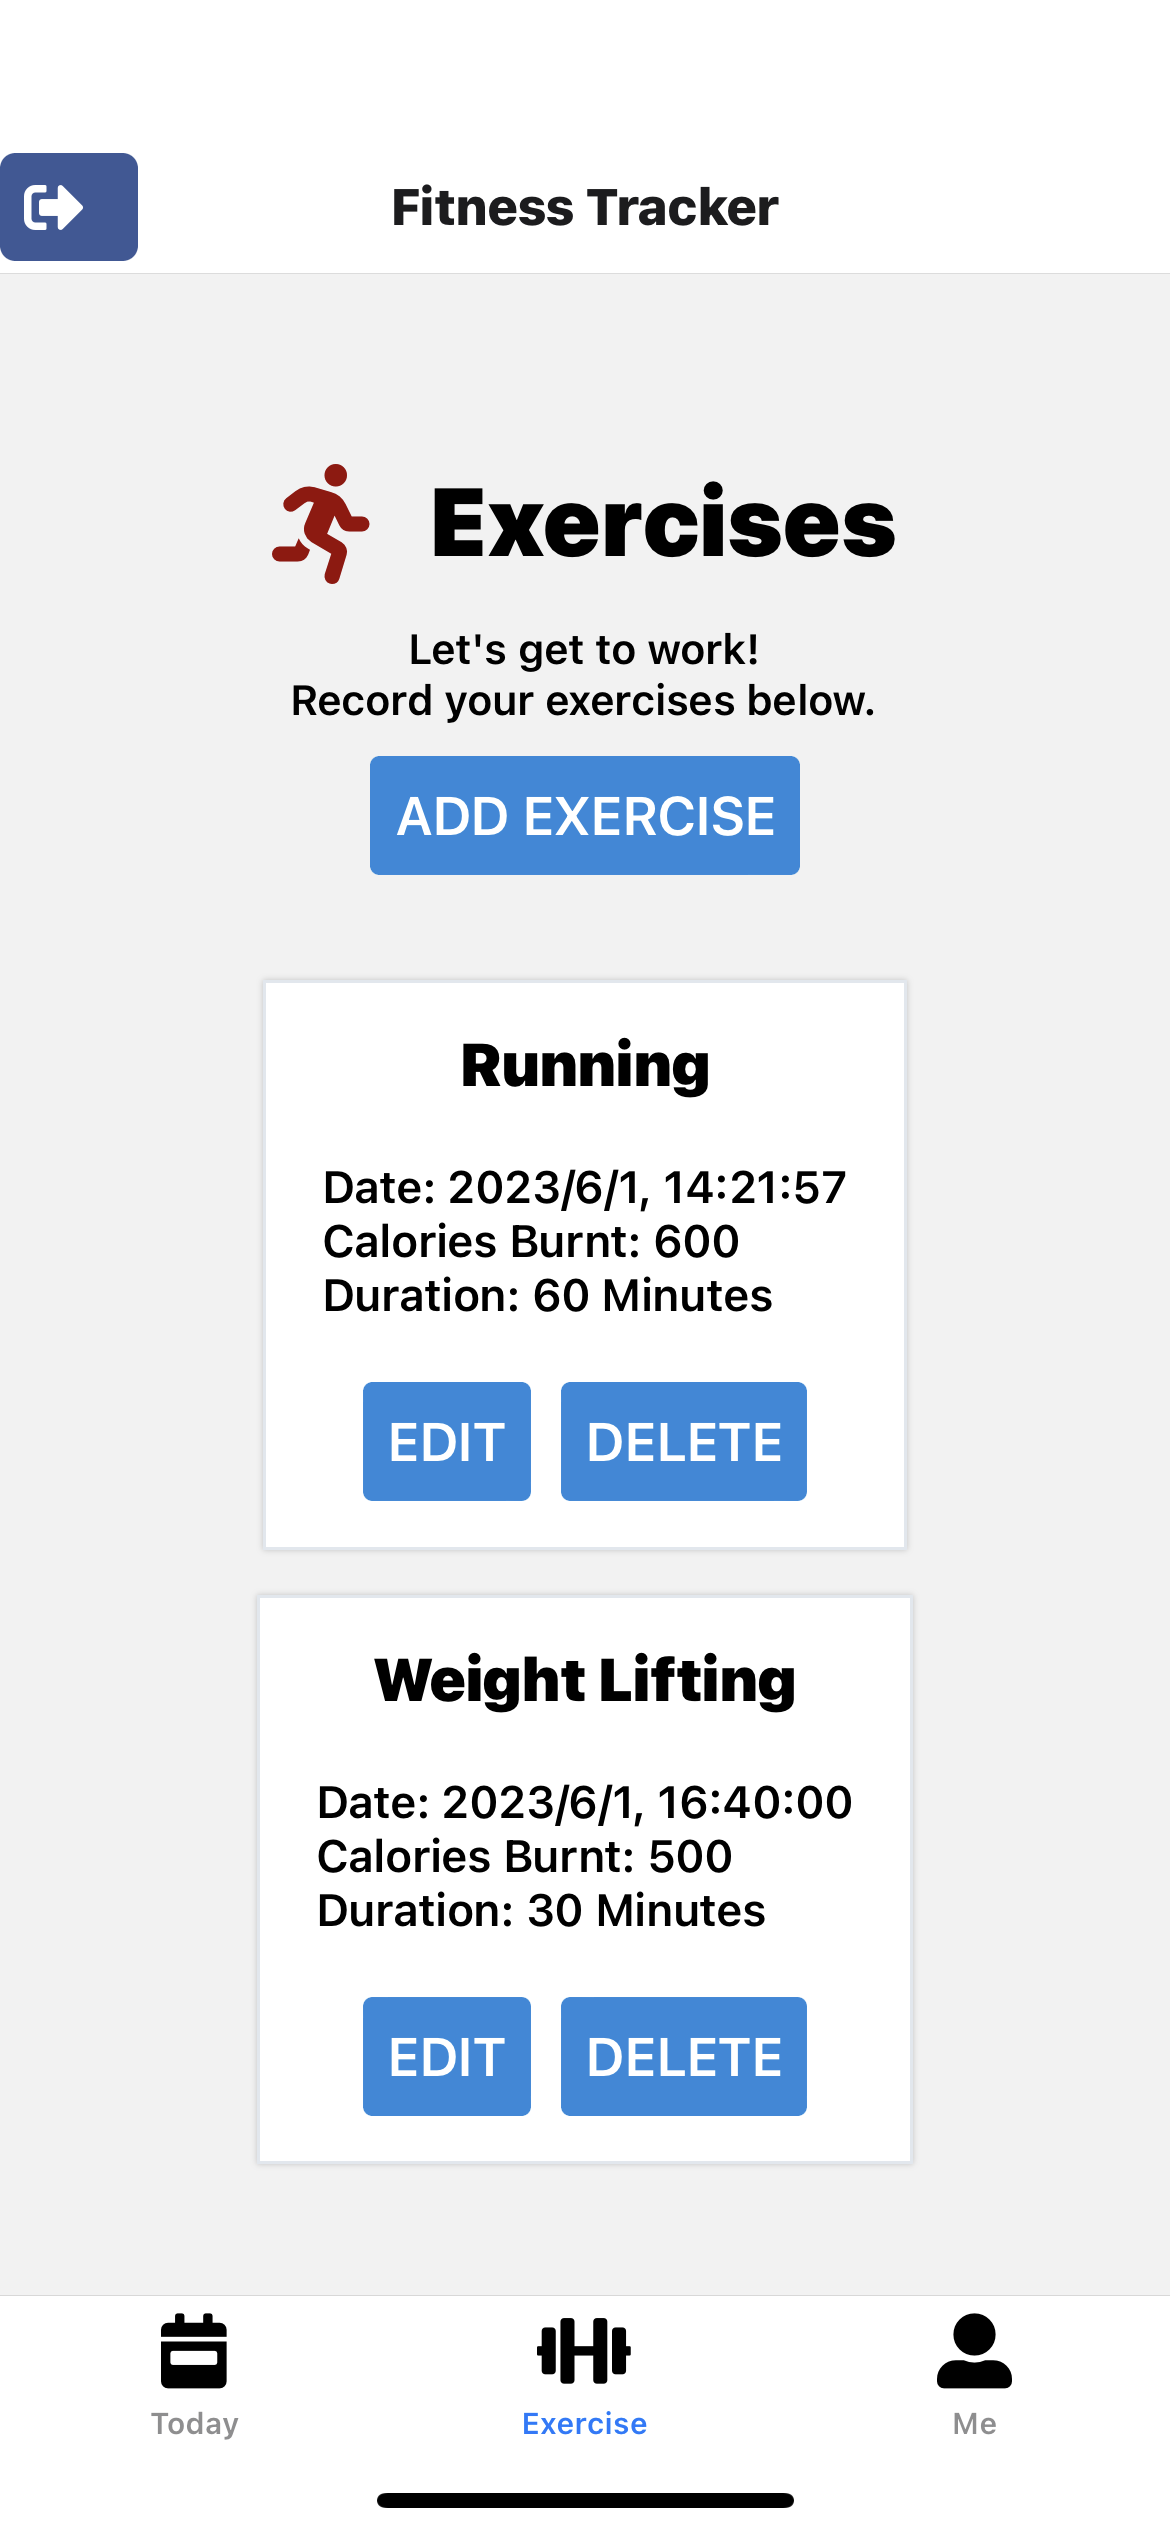 Fitness Tracker
Exercises
Let's get to work!
Record your exercises below.
ADD EXERCISE
Running
Date: 2023/6/1, 14:21:57
Calories Burnt: 600
Duration: 60 Minutes
EDIT DELETE
Weight Lifting
Date: 2023/6/1, 16:40:00
Calories Burnt: 500
Duration: 30 Minutes
EDIT DELETE
Today Exercise Me